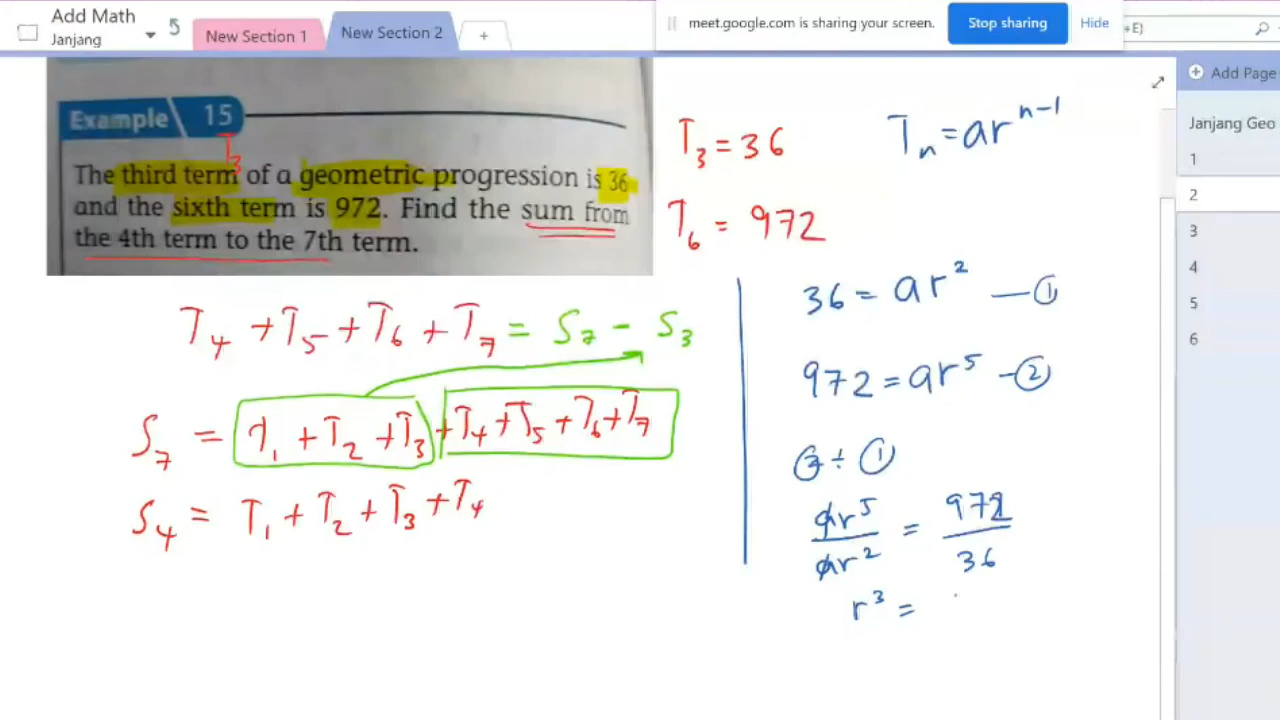 Add Math
Janjang
New Section 1
New Section 2
+
meet.google.com is sharing your screen.
Stop sharing
Hide
+E)
Add Page
Janjang Geo
1
2
3
4
5
6
Example 15
T₃
The third term of a geometric progression is 36
and the sixth term is 972. Find the sum from
the 4th term to the 7th term.
T₃ = 36
Tₙ = arⁿ⁻¹
T₆ = 972
T₄ + T₅ + T₆ + T₇ = S₇ − S₃
S₇ = T₁ + T₂ + T₃ + T₄ + T₅ + T₆ + T₇
S₄ = T₁ + T₂ + T₃ + T₄
36 = ar² — ①
972 = ar⁵ — ②
② ÷ ①
ar⁵ / ar² = 972 / 36
r³ =